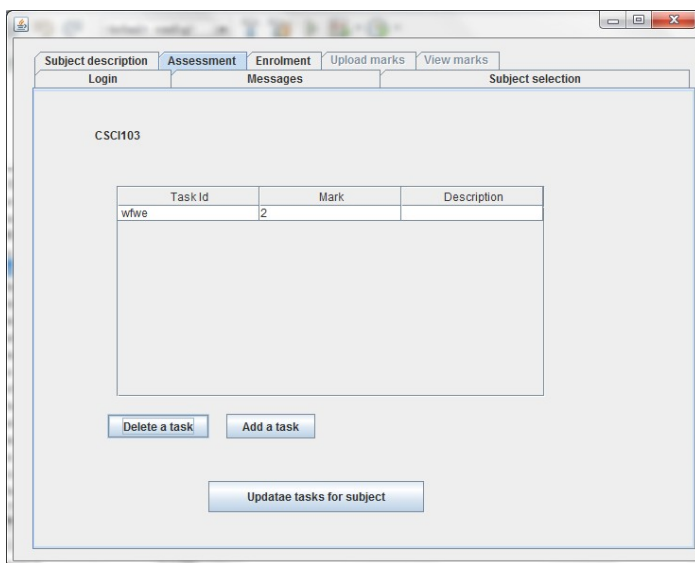 Subject description Assessment Enrolment Upload marks View marks
Login Messages Subject selection
CSCI103
Task Id Mark Description
wfwe 2
Delete a task Add a task
Updatae tasks for subject